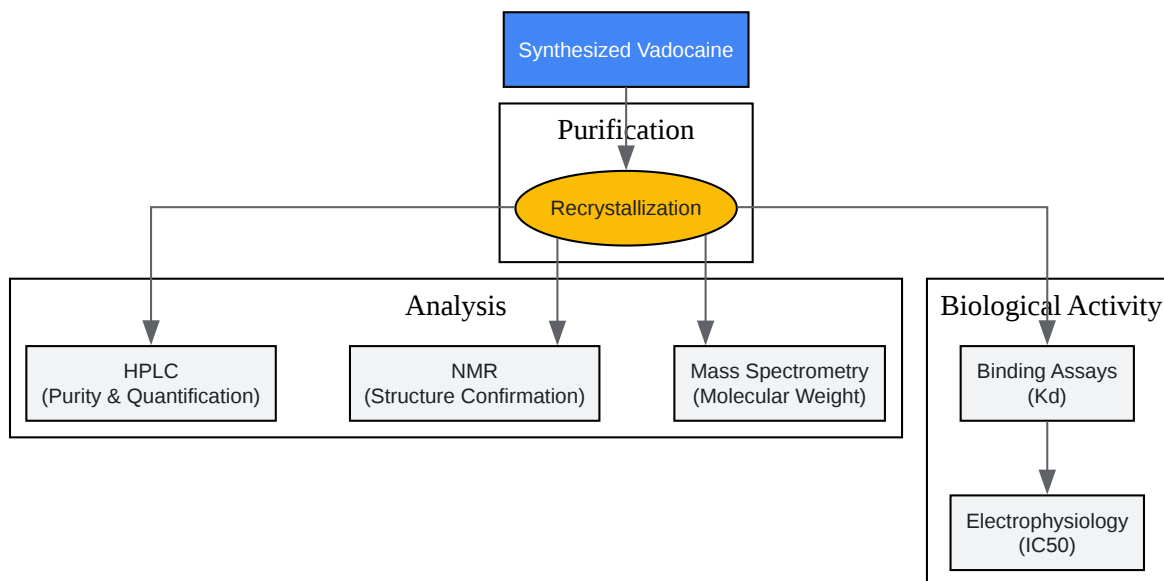 Synthesized Vadocaine
Purification
Recrystallization
Analysis
Biological Activity
HPLC
(Purity & Quantification)
NMR
(Structure Confirmation)
Mass Spectrometry
(Molecular Weight)
Binding Assays
(Kd)
Electrophysiology
(IC50)